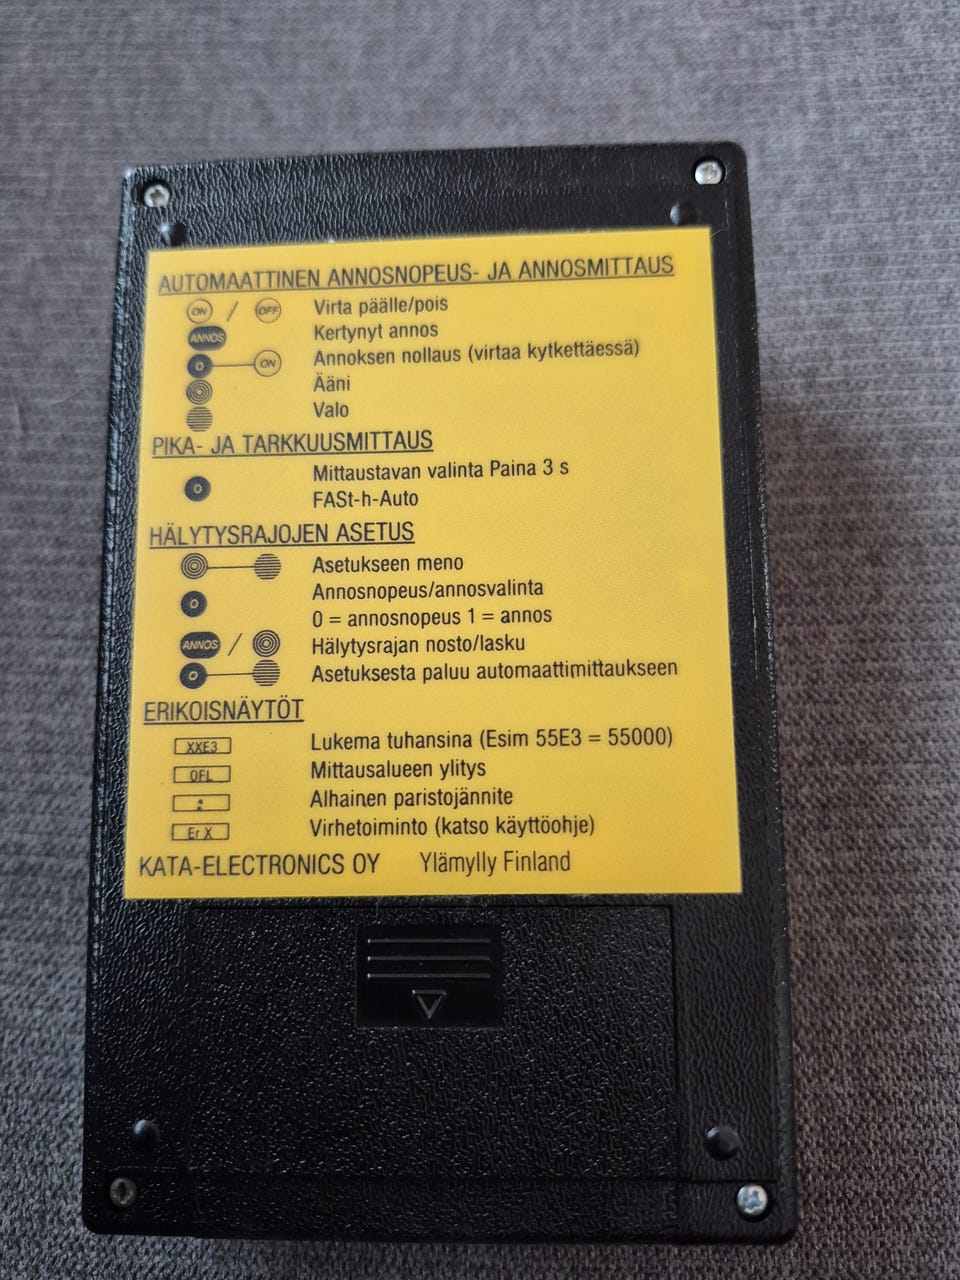 AUTOMAATTINEN ANNOSNOPEUS- JA ANNOSMITTAUS
ON / OFF Virta päälle/pois
ANNOS Kertynyt annos
O ON Annoksen nollaus (virtaa kytkettäessä)
Ääni
Valo
PIKA- JA TARKKUUSMITTAUS
O Mittaustavan valinta Paina 3 s
FASt-h-Auto
HÄLYTYSRAJOJEN ASETUS
Asetukseen meno
O Annosnopeus/annosvalinta
0 = annosnopeus 1 = annos
ANNOS / Hälytysrajan nosto/lasku
O Asetuksesta paluu automaattimittaukseen
ERIKOISNÄYTÖT
XXE3 Lukema tuhansina (Esim 55E3 = 55000)
OFL Mittausalueen ylitys
: Alhainen paristojännite
Er X Virhetoiminto (katso käyttöohje)
KATA-ELECTRONICS OY Ylämylly Finland